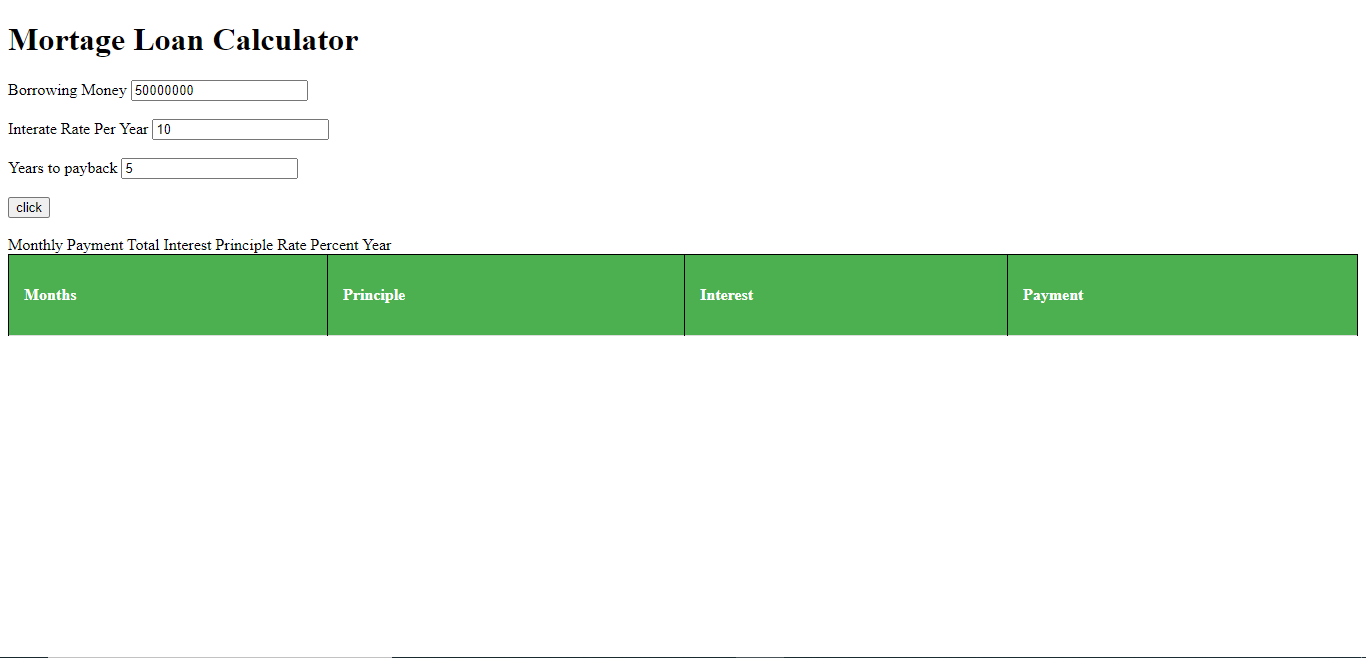 Mortage Loan Calculator
Borrowing Money 50000000
Interate Rate Per Year 10
Years to payback 5
click
Monthly Payment Total Interest Principle Rate Percent Year
Months Principle Interest Payment